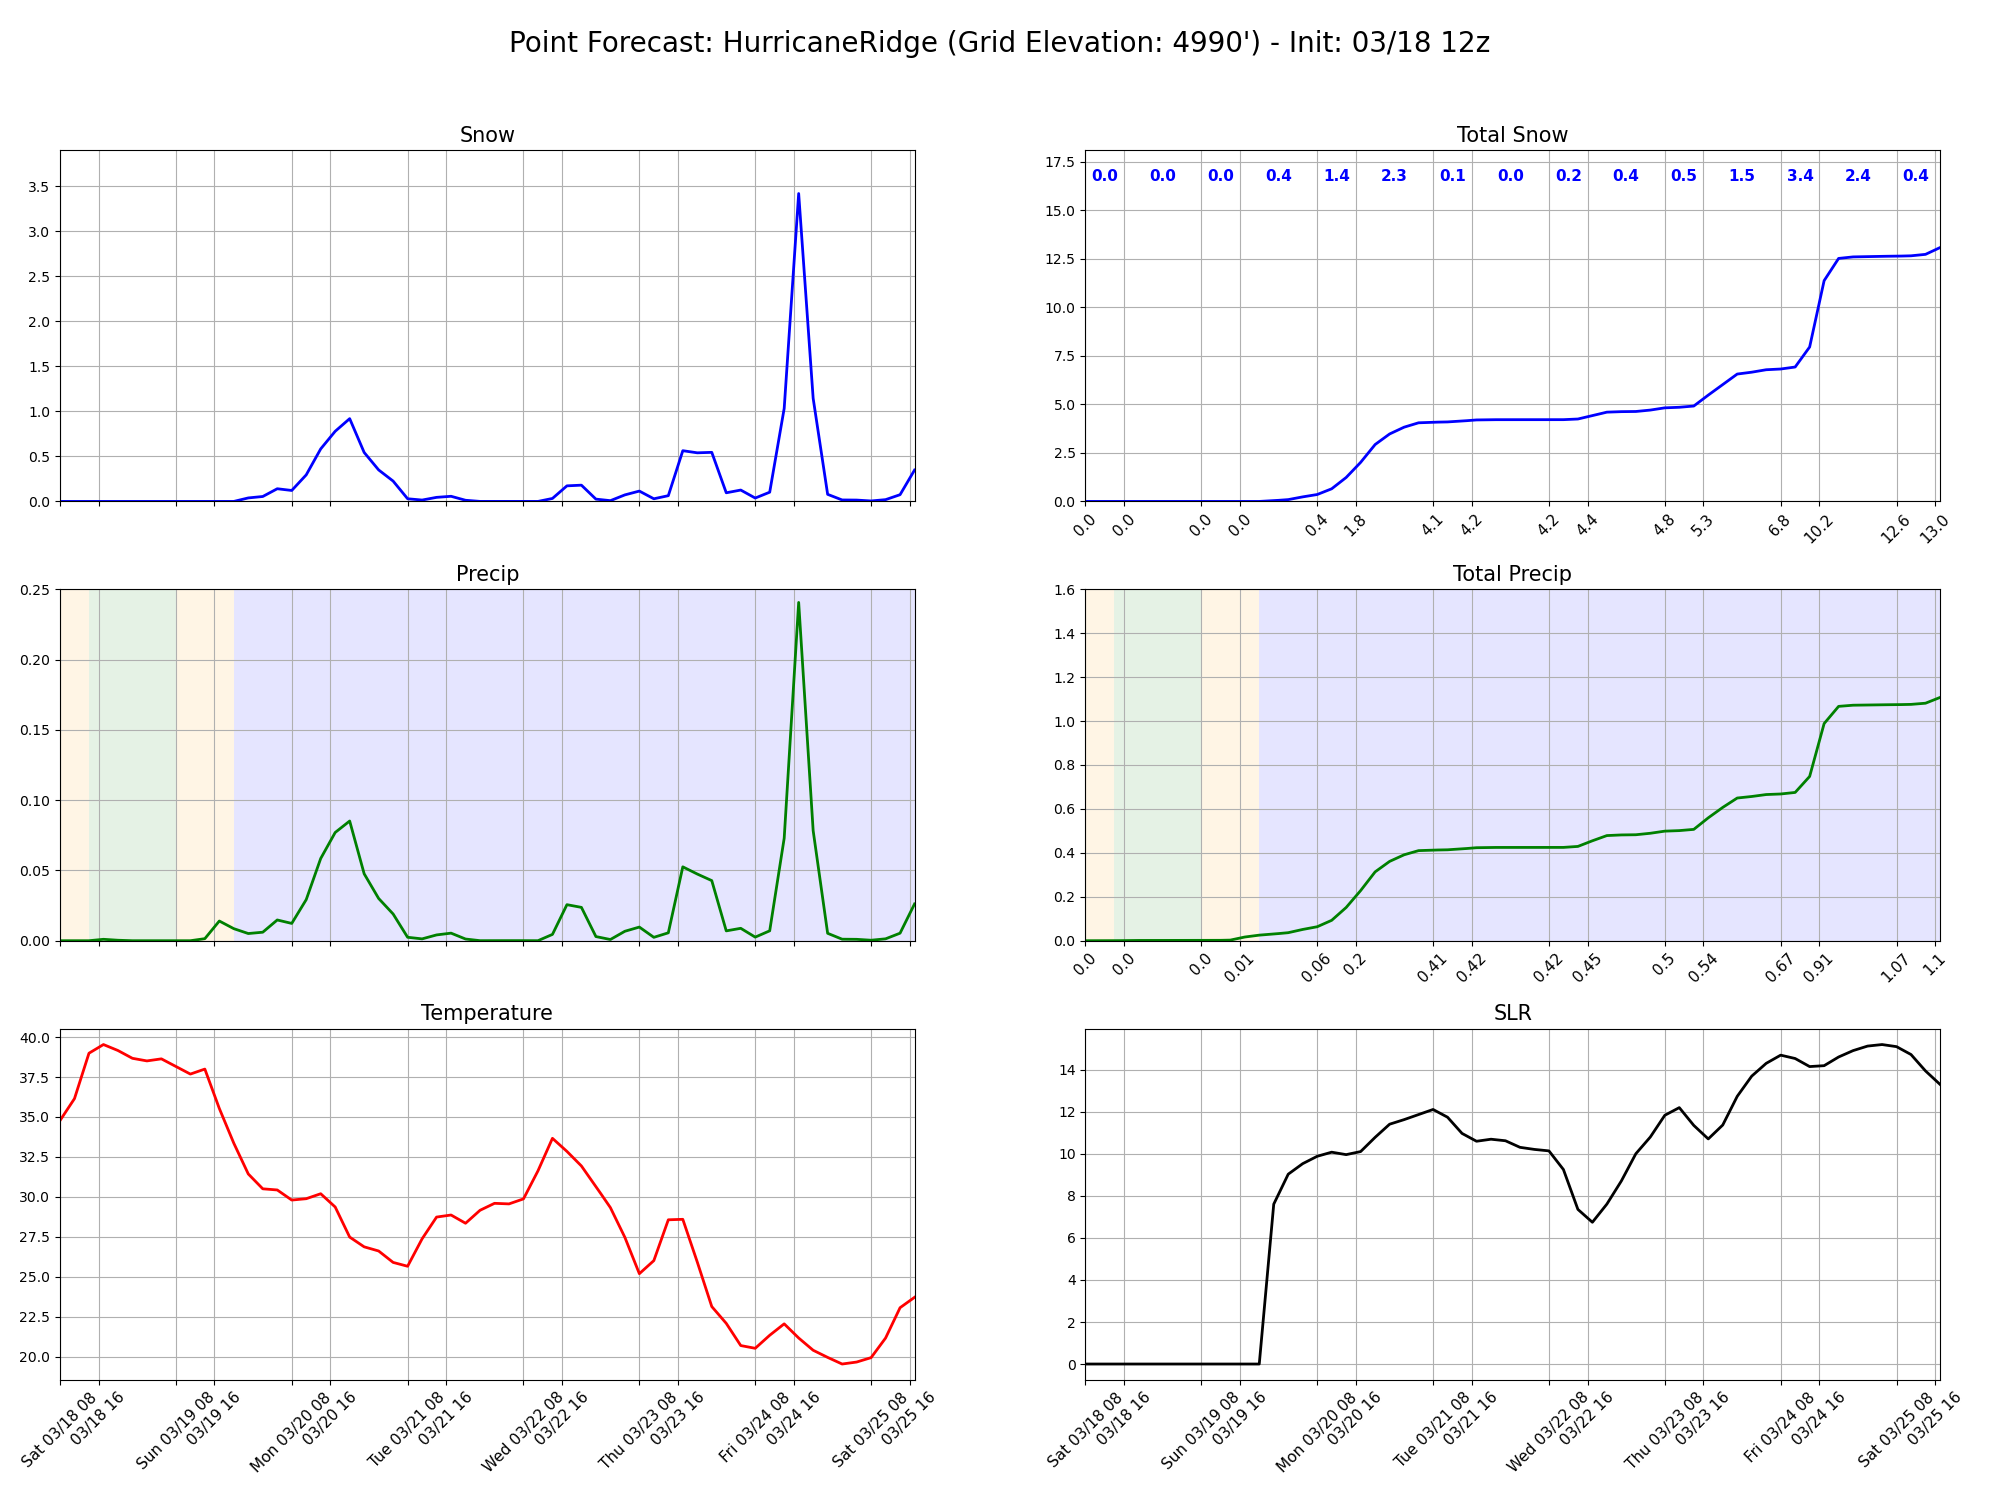 Point Forecast: HurricaneRidge (Grid Elevation: 4990') - Init: 03/18 12z
Snow
3.5
3.0
2.5
2.0
1.5
1.0
0.5
0.0
Total Snow
17.5
15.0
12.5
10.0
7.5
5.0
2.5
0.0
0.0 0.0 0.0 0.4 1.4 2.3 0.1 0.0 0.2 0.4 0.5 1.5 3.4 2.4 0.4
0.0 0.0 0.0 0.0 0.4 1.8 4.1 4.2 4.2 4.4 4.8 5.3 6.8 10.2 12.6 13.0
Precip
0.25
0.20
0.15
0.10
0.05
0.00
Total Precip
1.6
1.4
1.2
1.0
0.8
0.6
0.4
0.2
0.0
0.0 0.0 0.0 0.01 0.06 0.2 0.41 0.42 0.42 0.45 0.5 0.54 0.67 0.91 1.07 1.1
Temperature
40.0
37.5
35.0
32.5
30.0
27.5
25.0
22.5
20.0
Sat 03/18 08
03/18 16
Sun 03/19 08
03/19 16
Mon 03/20 08
03/20 16
Tue 03/21 08
03/21 16
Wed 03/22 08
03/22 16
Thu 03/23 08
03/23 16
Fri 03/24 08
03/24 16
Sat 03/25 08
03/25 16
SLR
14
12
10
8
6
4
2
0
Sat 03/18 08
03/18 16
Sun 03/19 08
03/19 16
Mon 03/20 08
03/20 16
Tue 03/21 08
03/21 16
Wed 03/22 08
03/22 16
Thu 03/23 08
03/23 16
Fri 03/24 08
03/24 16
Sat 03/25 08
03/25 16